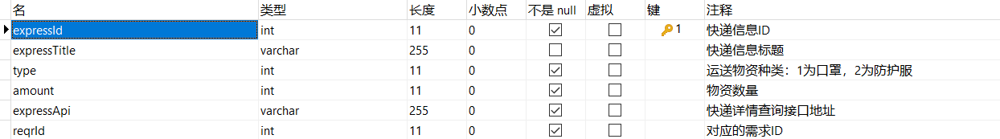 名 类型 长度 小数点 不是 null 虚拟 键 注释
expressId int 11 0 1 快递信息ID
expressTitle varchar 255 0 快递信息标题
type int 11 0 运送物资种类：1为口罩，2为防护服
amount int 11 0 物资数量
expressApi varchar 255 0 快递详情查询接口地址
reqrId int 11 0 对应的需求ID